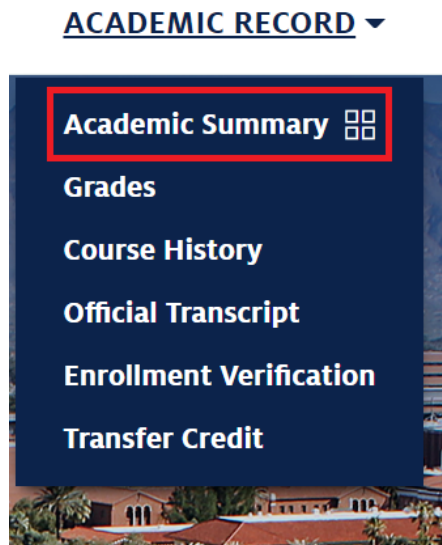 ACADEMIC RECORD
Academic Summary
Grades
Course History
Official Transcript
Enrollment Verification
Transfer Credit